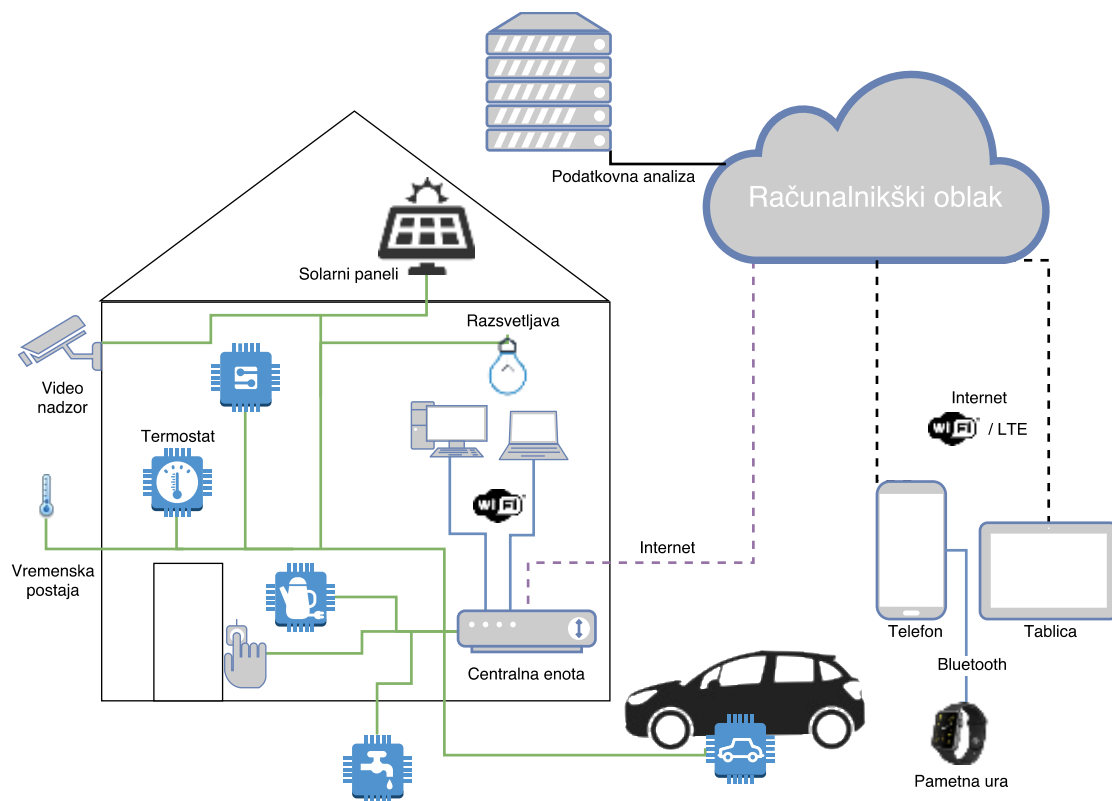 Podatkovna analiza
Računalnikški oblak
Solarni paneli
Razsvetljava
Video
nadzor
Termostat
Internet
WiFi / LTE
WiFi
Vremenska
postaja
Internet
Telefon
Tablica
Centralna enota
Bluetooth
Pametna ura